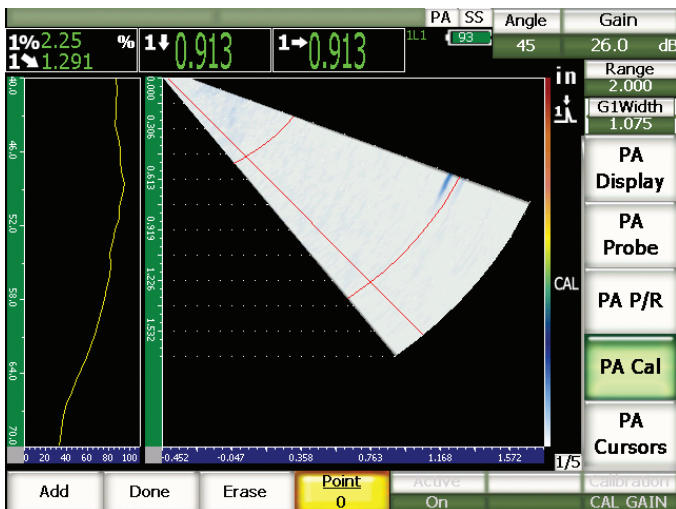 PA SS Angle Gain
1% 2.25 % 1 0.913 1 0.913 1L1 93 45 26.0 dB
1 1.291
in
Range
2.000
G1Width
1.075
PA
Display
PA
Probe
PA P/R
PA Cal
PA
Cursors
CAL
1
40.0
46.0
52.0
58.0
64.0
70.0
0.000
0.306
0.613
0.919
1.226
1.532
0 20 40 60 80 100
-0.452 -0.047 0.358 0.763 1.168 1.572
1/5
Add Done Erase Point Active Calibration
0 On CAL GAIN